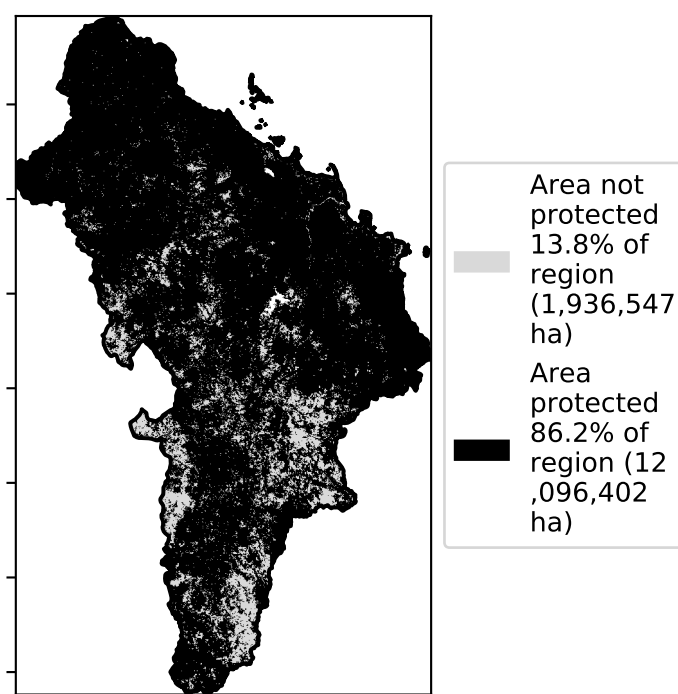 Area not
protected
13.8% of
region
(1,936,547
ha)
Area
protected
86.2% of
region (12
,096,402
ha)